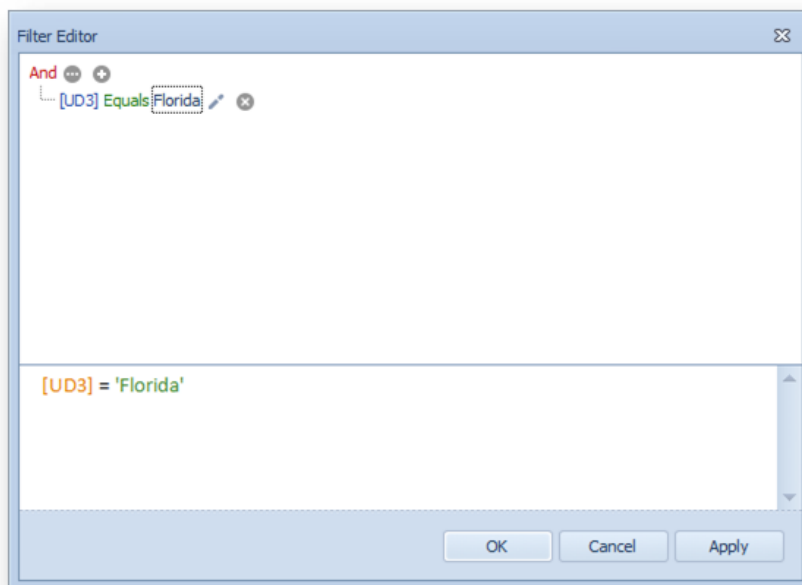 Filter Editor
And
[UD3] Equals Florida
[UD3] = 'Florida'
OK Cancel Apply